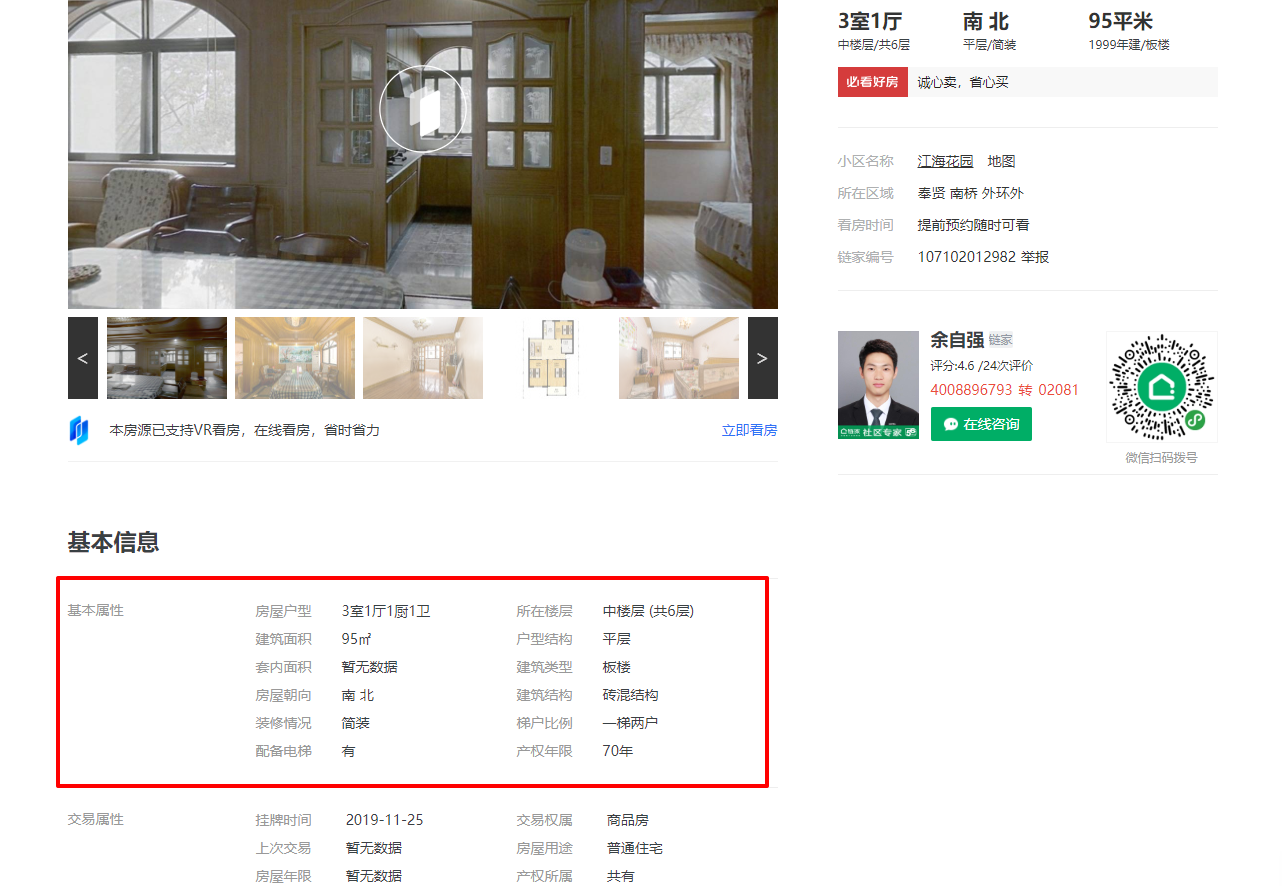 3室1厅 南 北 95平米
中楼层/共6层 平层/简装 1999年建/板楼
必看好房 诚心卖，省心买
小区名称 江海花园 地图
所在区域 奉贤 南桥 外环外
看房时间 提前预约随时可看
链家编号 107102012982 举报
< >
本房源已支持VR看房，在线看房，省时省力 立即看房
余自强 链家
评分:4.6 /24次评价
4008896793 转 02081
在线咨询
社区专家
微信扫码拨号
基本信息
基本属性 房屋户型 3室1厅1厨1卫 所在楼层 中楼层 (共6层)
建筑面积 95㎡ 户型结构 平层
套内面积 暂无数据 建筑类型 板楼
房屋朝向 南 北 建筑结构 砖混结构
装修情况 简装 梯户比例 一梯两户
配备电梯 有 产权年限 70年
交易属性 挂牌时间 2019-11-25 交易权属 商品房
上次交易 暂无数据 房屋用途 普通住宅
房屋年限 暂无数据 产权所属 共有